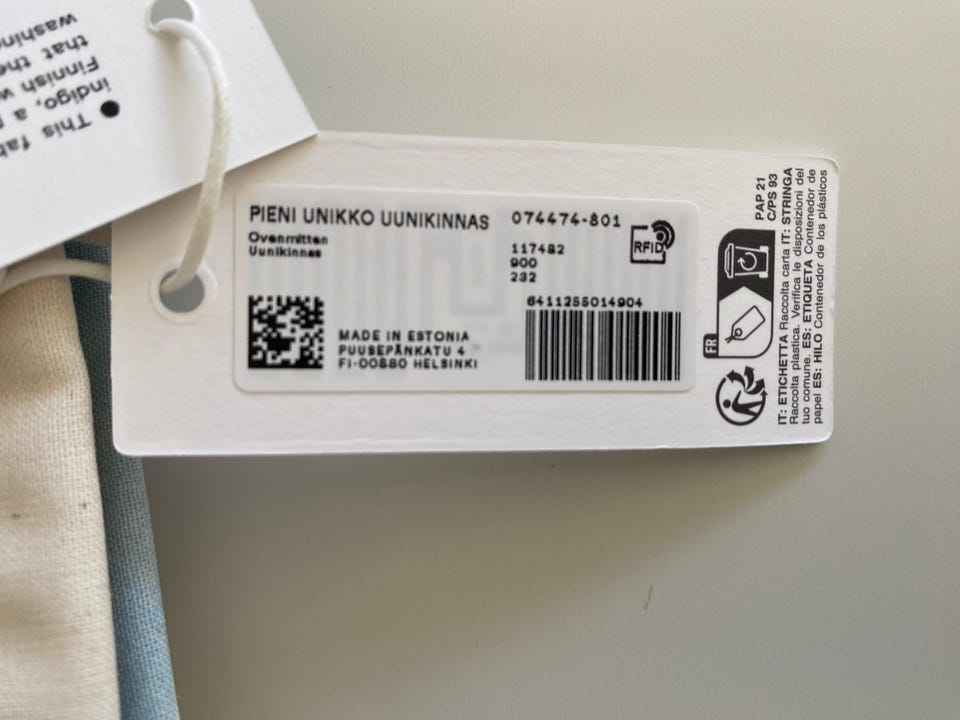 This fab
indigo, a
Finnish w
that the
washing
PIENI UNIKKO UUNIKINNAS
Ovenmitten
Uunikinnas
074474-801
117482
900
232
RFID
6411255014904
MADE IN ESTONIA
PUUSEPÄNKATU 4
FI-00880 HELSINKI
PAP 21
C/PS 93
FR
IT: ETICHETTA Raccolta carta IT: STRINGA
Raccolta plastica. Verifica le disposizioni del
tuo comune. ES: ETIQUETA Contenedor de
papel ES: HILO Contenedor de los plásticos